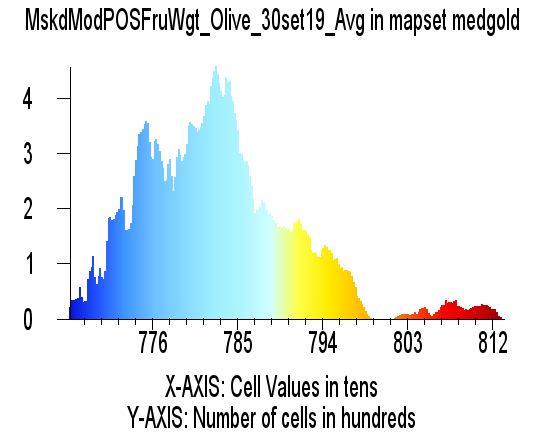 MskdModPOSFruWgt_Olive_30set19_Avg in mapset medgold
4
3
2
1
0
776 785 794 803 812
X-AXIS: Cell Values in tens
Y-AXIS: Number of cells in hundreds